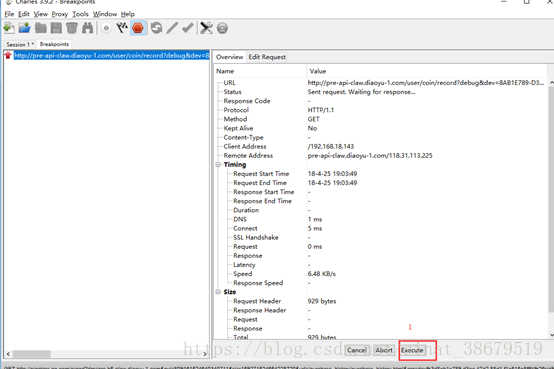 Charles 3.9.2 - Breakpoints
File Edit View Proxy Tools Window Help
Session 1 * Breakpoints
http://pre-api-claw.diaoyu-1.com/user/coin/record?debug&dev=8
Overview Edit Request
Name Value
URL http://pre-api-claw.diaoyu-1.com/user/coin/record?debug&dev=8AB1E789-D3...
Status Sent request. Waiting for response...
Response Code -
Protocol HTTP/1.1
Method GET
Kept Alive No
Content-Type -
Client Address /192.168.18.143
Remote Address pre-api-claw.diaoyu-1.com/118.31.113.225
Timing
Request Start Time 18-4-25 19:03:49
Request End Time 18-4-25 19:03:49
Response Start Time -
Response End Time -
Duration -
DNS 1 ms
Connect 5 ms
SSL Handshake -
Request 0 ms
Response -
Latency -
Speed 6.48 KB/s
Response Speed -
Size
Request Header 929 bytes
Response Header -
Request -
Response -
Total 929 bytes
1
Cancel Abort Execute